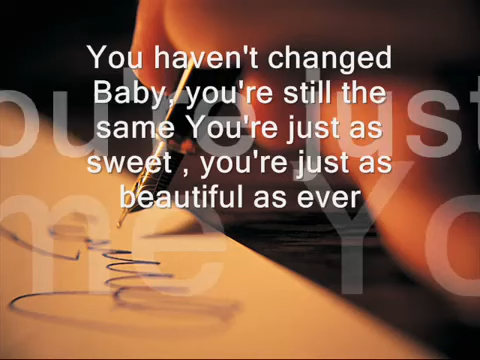 You haven't changed
Baby, you're still the
same You're just as
sweet , you're just as
beautiful as ever